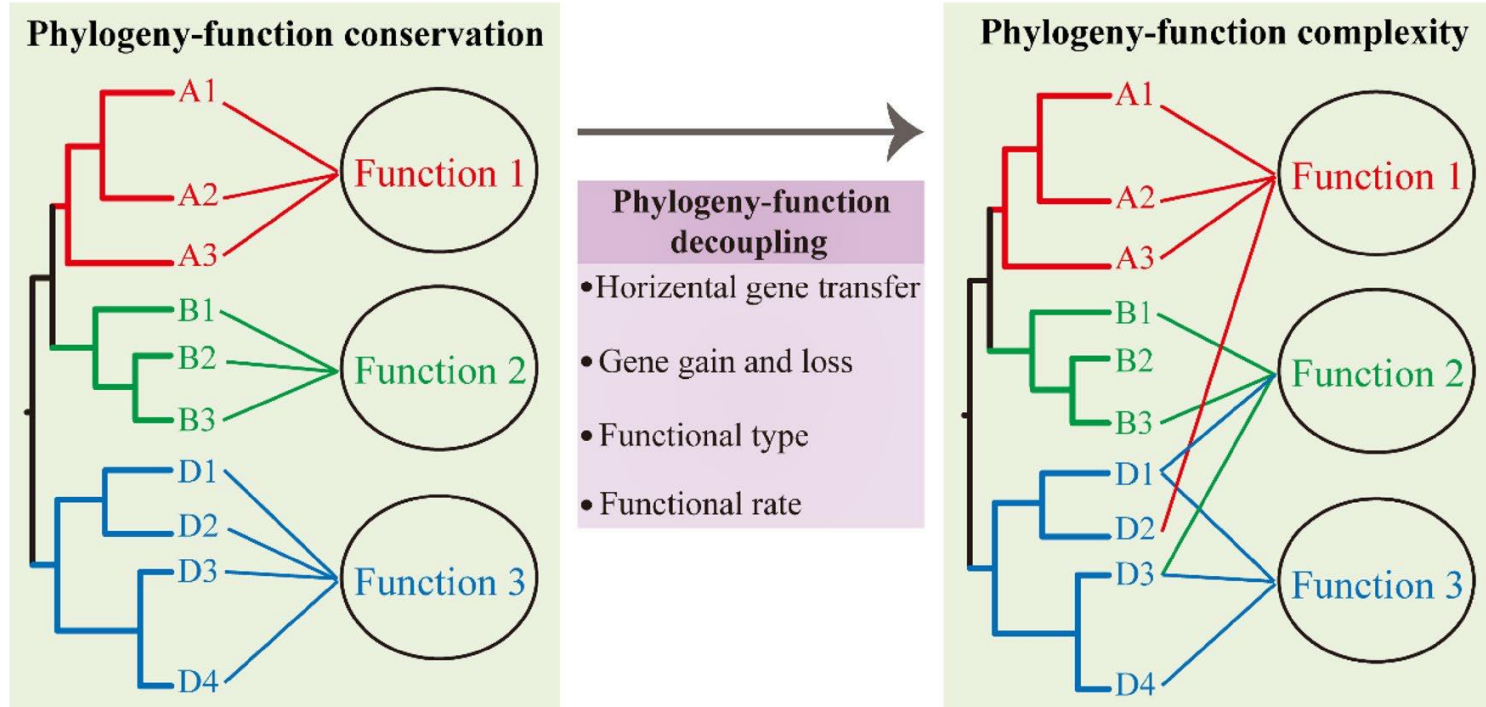 Phylogeny-function conservation
A1
A2
A3
Function 1
B1
B2
B3
Function 2
D1
D2
D3
D4
Function 3
Phylogeny-function
decoupling
•Horizental gene transfer
•Gene gain and loss
•Functional type
•Functional rate
Phylogeny-function complexity
A1
A2
A3
Function 1
B1
B2
B3
Function 2
D1
D2
D3
D4
Function 3